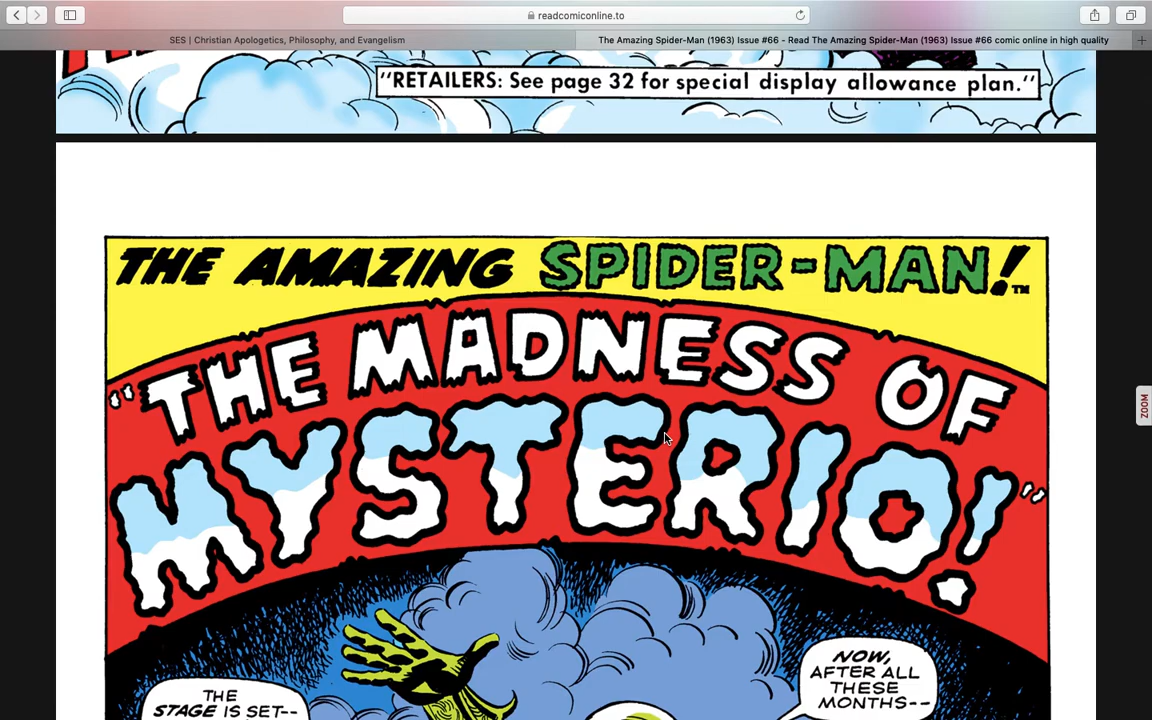 readcomiconline.to
SES | Christian Apologetics, Philosophy, and Evangelism
The Amazing Spider-Man (1963) Issue #66 - Read The Amazing Spider-Man (1963) Issue #66 comic online in high quality
"RETAILERS: See page 32 for special display allowance plan."
THE AMAZING SPIDER-MAN! TM
"THE MADNESS OF
MYSTERIO!"
ZOOM
THE
STAGE IS SET--
NOW,
AFTER ALL
THESE
MONTHS--